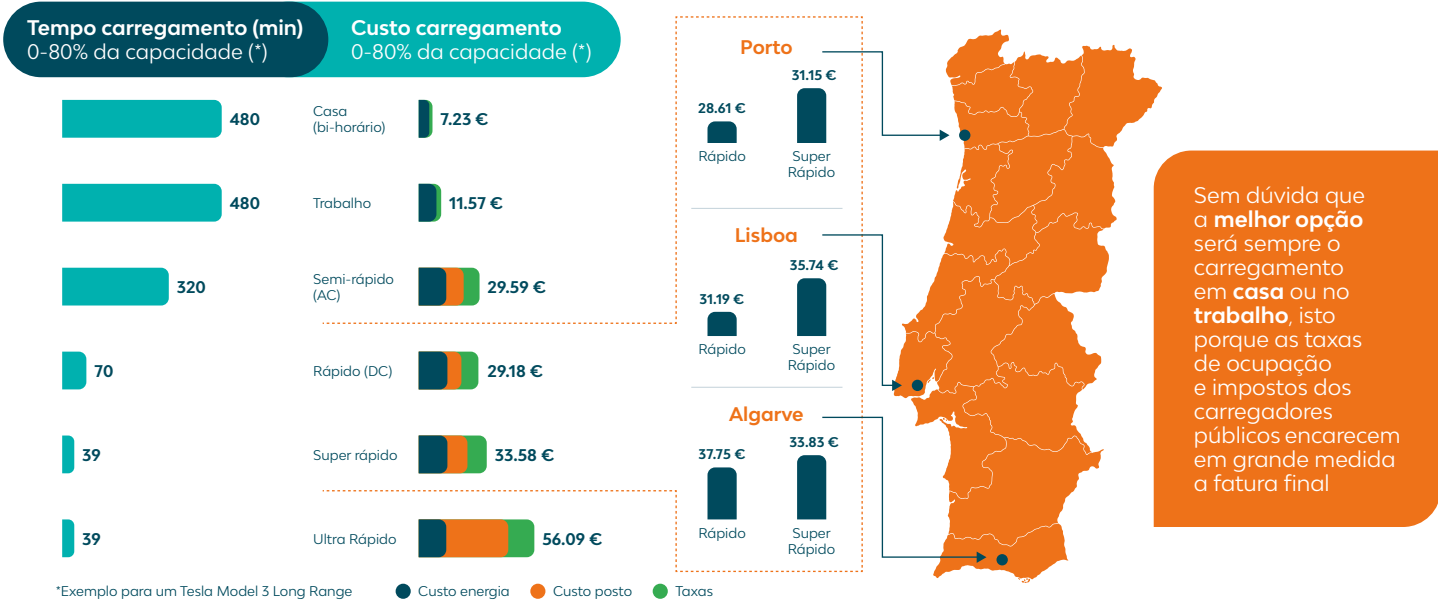 Tempo carregamento (min)
0-80% da capacidade (*)
Custo carregamento
0-80% da capacidade (*)
480
Casa
(bi-horário)
7.23 €
480
Trabalho
11.57 €
320
Semi-rápido
(AC)
29.59 €
70
Rápido (DC)
29.18 €
39
Super rápido
33.58 €
39
Ultra Rápido
56.09 €
*Exemplo para um Tesla Model 3 Long Range
Custo energia
Custo posto
Taxas
Porto
28.61 €
31.15 €
Rápido
Super
Rápido
Lisboa
31.19 €
35.74 €
Rápido
Super
Rápido
Algarve
37.75 €
33.83 €
Rápido
Super
Rápido
Sem dúvida que
a melhor opção
será sempre o
carregamento
em casa ou no
trabalho, isto
porque as taxas
de ocupação
e impostos dos
carregadores
públicos encarecem
em grande medida
a fatura final